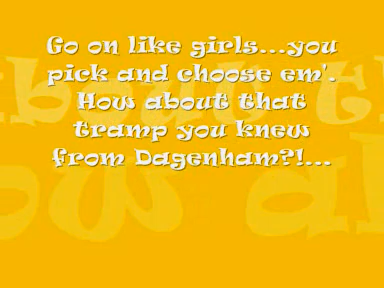 Go on like girls...you
pick and choose em'.
How about that
tramp you knew
from Dagenham?!...